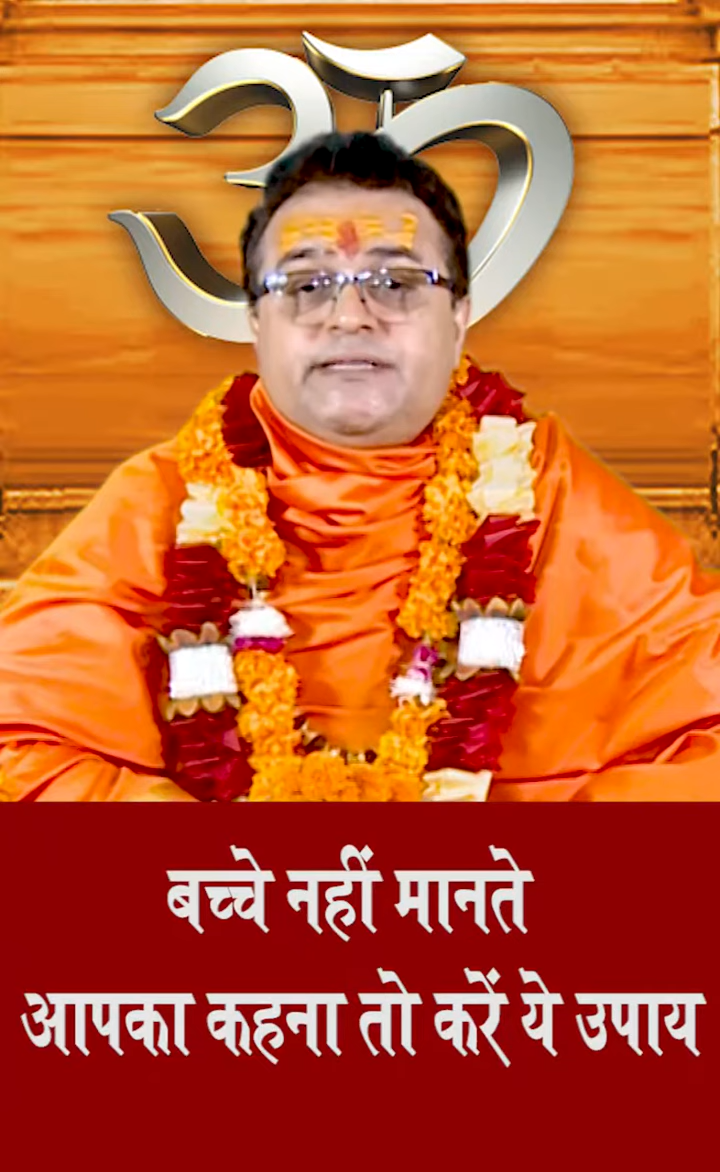 ॐ
बच्चे नहीं मानते
आपका कहना तो करें ये उपाय